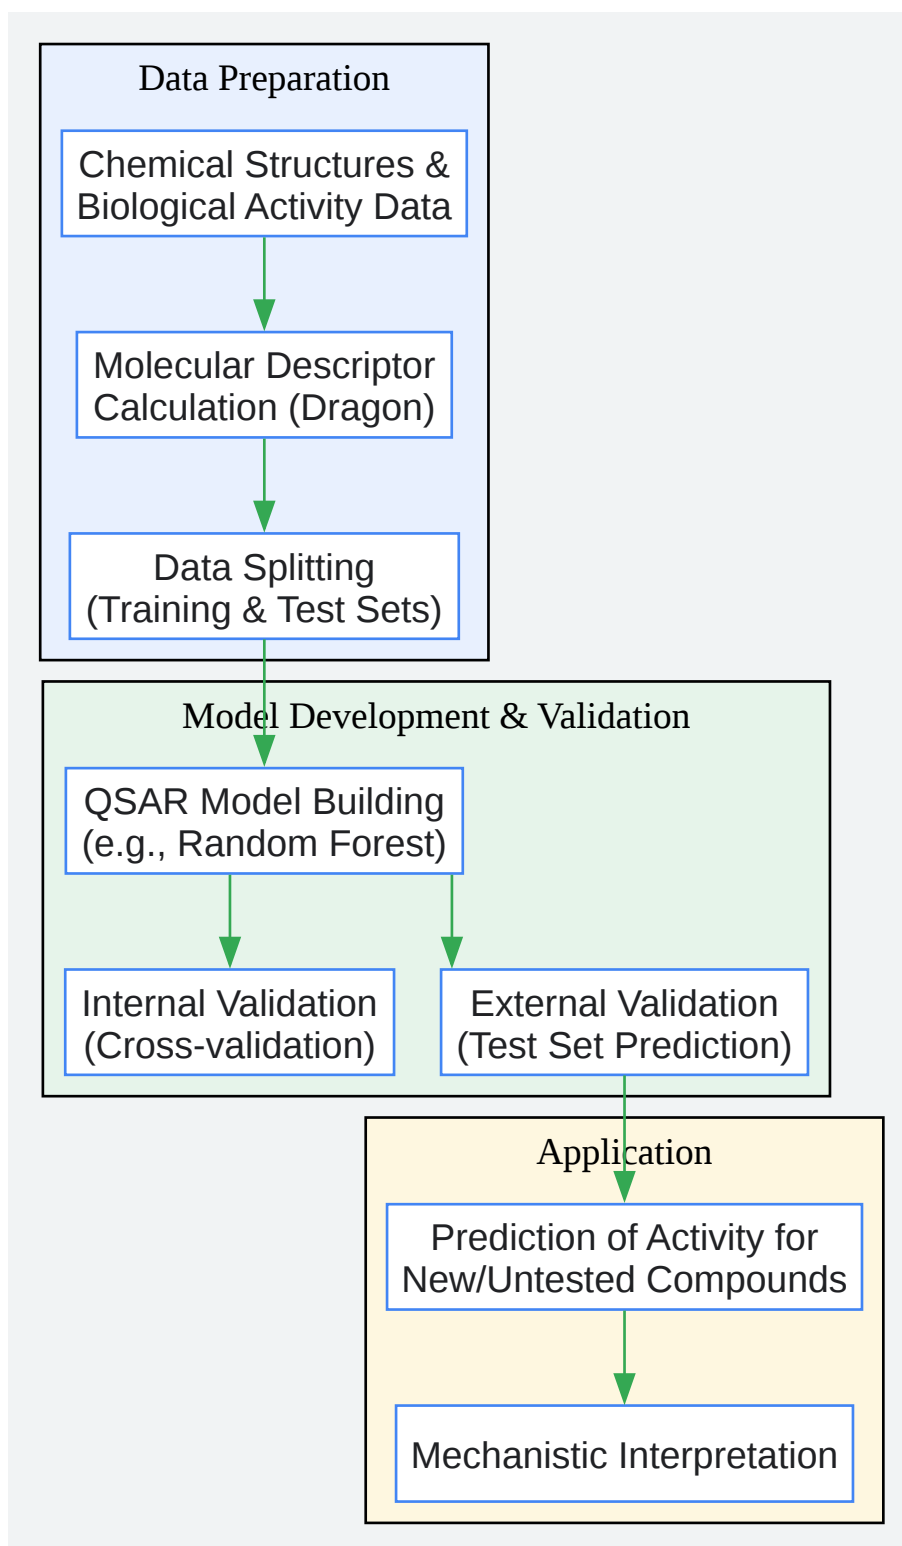 Data Preparation
Chemical Structures &
Biological Activity Data
Molecular Descriptor
Calculation (Dragon)
Data Splitting
(Training & Test Sets)
Model Development & Validation
QSAR Model Building
(e.g., Random Forest)
Internal Validation
(Cross-validation)
External Validation
(Test Set Prediction)
Application
Prediction of Activity for
New/Untested Compounds
Mechanistic Interpretation